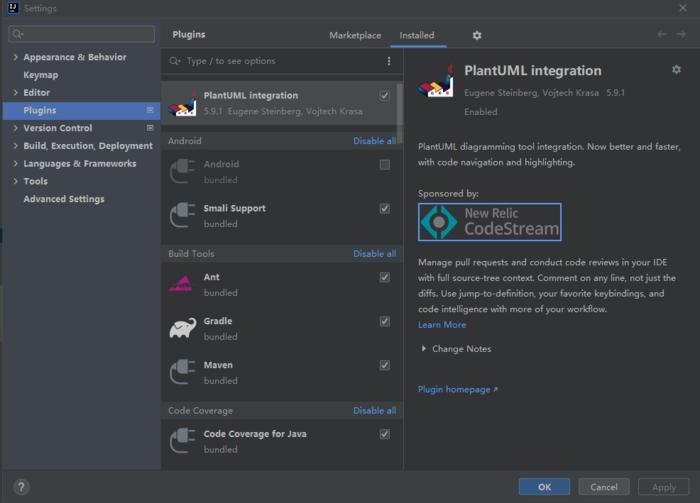 Settings
Appearance & Behavior
Keymap
Editor
Plugins
Version Control
Build, Execution, Deployment
Languages & Frameworks
Tools
Advanced Settings
Plugins
Marketplace
Installed
Type / to see options
PlantUML integration
5.9.1 Eugene Steinberg, Vojtech Krasa
Android
Disable all
Android
bundled
Smali Support
bundled
Build Tools
Disable all
Ant
bundled
Gradle
bundled
Maven
bundled
Code Coverage
Disable all
Code Coverage for Java
bundled
PlantUML integration
Eugene Steinberg, Vojtech Krasa 5.9.1
Enabled
PlantUML diagramming tool integration. Now better and faster,
with code navigation and highlighting.
Sponsored by:
New Relic
CodeStream
Manage pull requests and conduct code reviews in your IDE
with full source-tree context. Comment on any line, not just the
diffs. Use jump-to-definition, your favorite keybindings, and
code intelligence with more of your workflow.
Learn More
Change Notes
Plugin homepage ↗
?
OK
Cancel
Apply